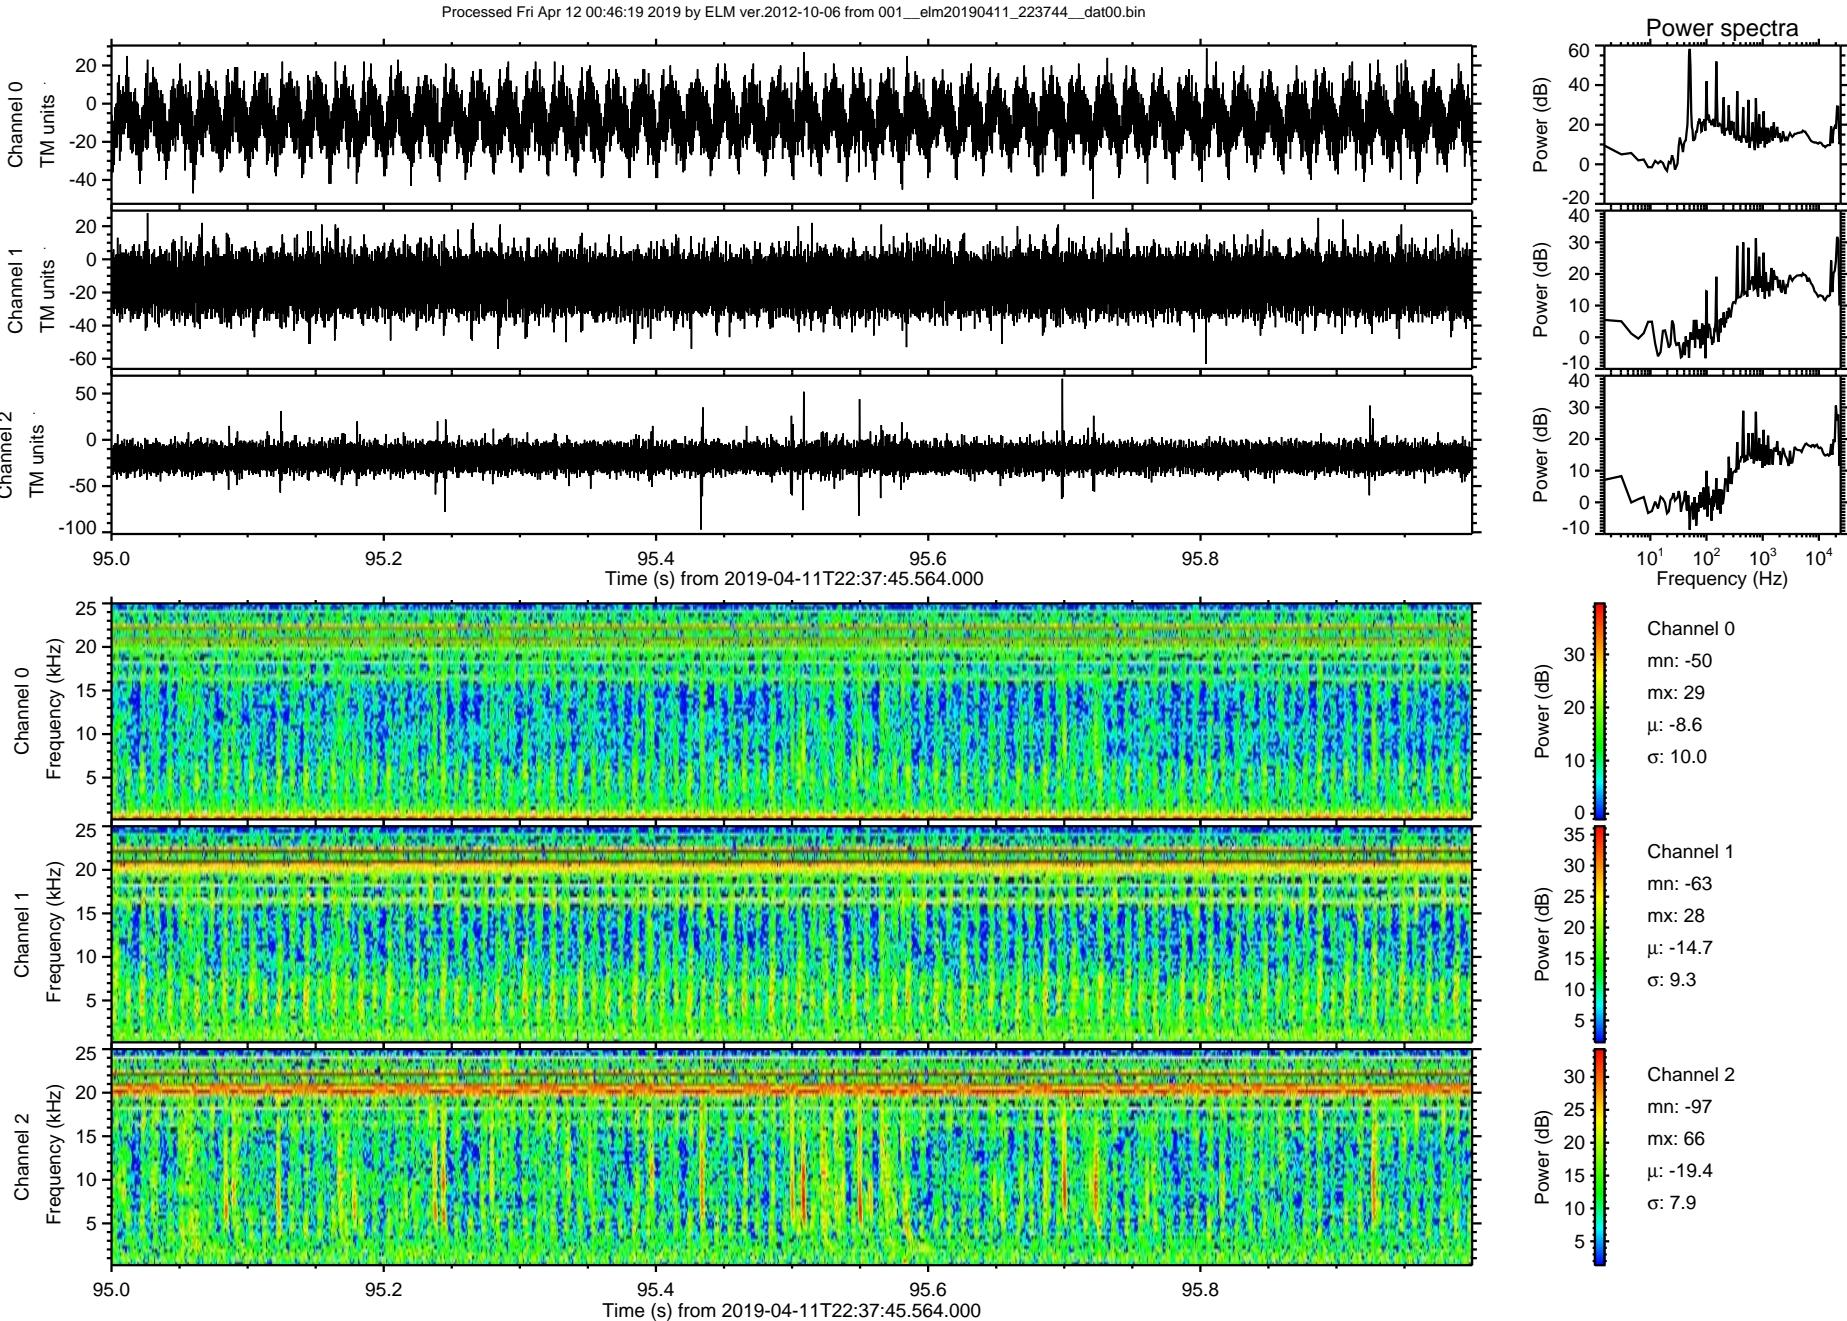 Processed Fri Apr 12 00:46:19 2019 by ELM ver.2012-10-06 from 001__elm20190411_223744__dat00.bin
Power spectra
Channel 0
TM units
20
0
-20
-40
Power (dB)
60
40
20
0
-20
Channel 1
TM units
20
0
-20
-40
-60
Power (dB)
40
30
20
10
0
-10
Channel 2
TM units
50
0
-50
-100
Power (dB)
40
30
20
10
0
-10
95.0 95.2 95.4 95.6 95.8
Time (s) from 2019-04-11T22:37:45.564.000
10^1 10^2 10^3 10^4
Frequency (Hz)
Channel 0
Frequency (kHz)
25
20
15
10
5
Power (dB)
30
20
10
0
Channel 0
mn: -50
mx: 29
µ: -8.6
σ: 10.0
Channel 1
Frequency (kHz)
25
20
15
10
5
Power (dB)
35
30
25
20
15
10
5
Channel 1
mn: -63
mx: 28
µ: -14.7
σ: 9.3
Channel 2
Frequency (kHz)
25
20
15
10
5
Power (dB)
30
25
20
15
10
5
Channel 2
mn: -97
mx: 66
µ: -19.4
σ: 7.9
95.0 95.2 95.4 95.6 95.8
Time (s) from 2019-04-11T22:37:45.564.000